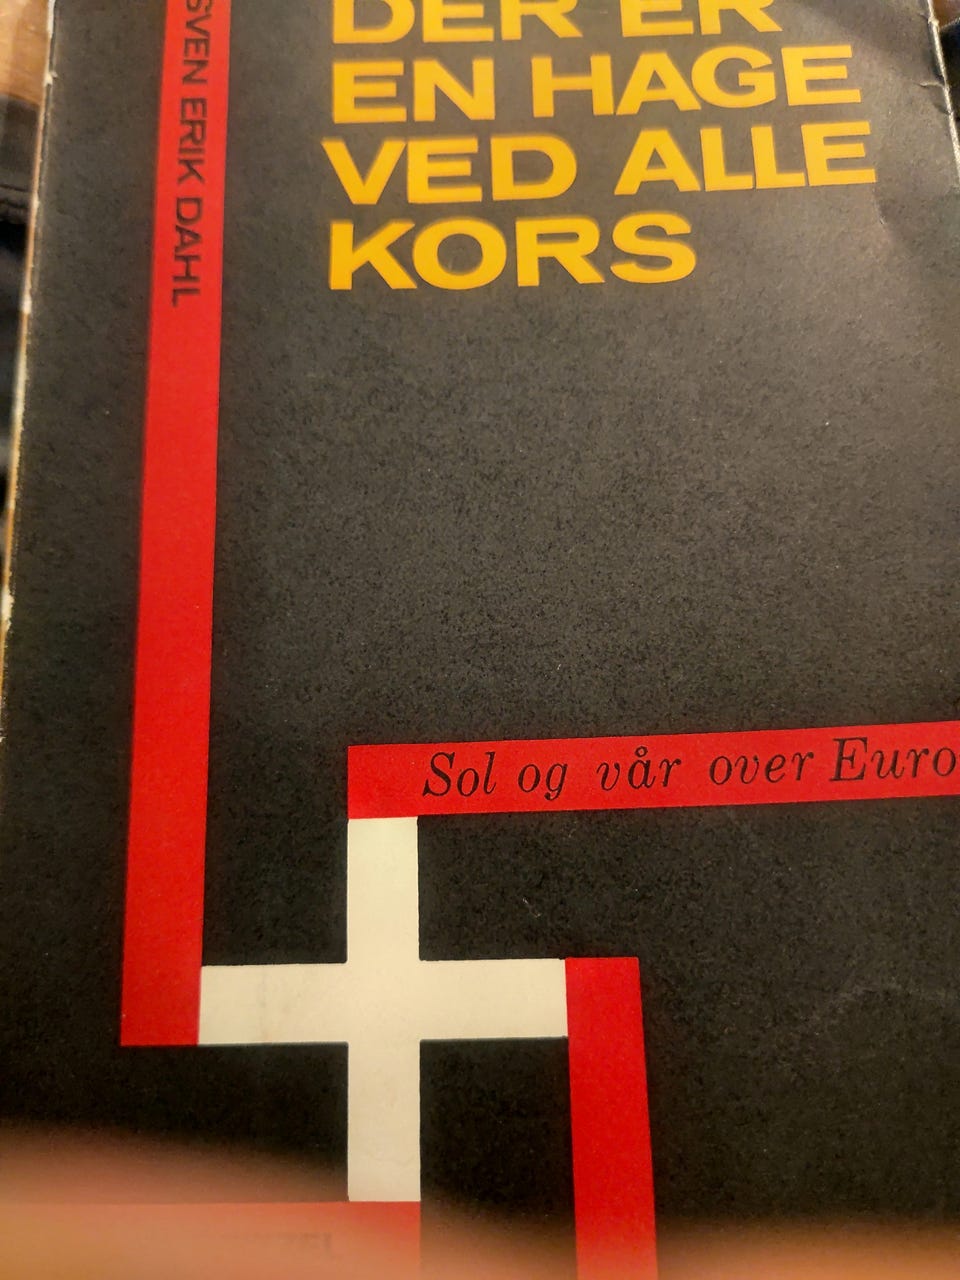 SVEN ERIK DAHL
DER ER
EN HAGE
VED ALLE
KORS
Sol og vår over Euro